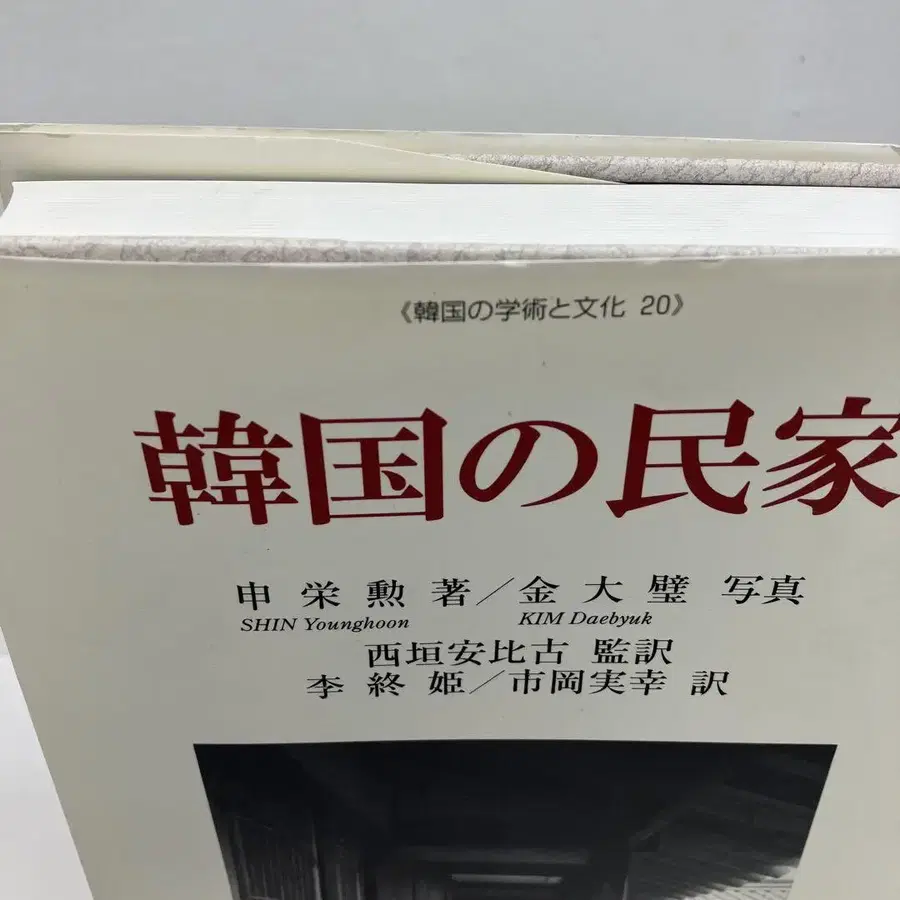 《韓国の学術と文化 20》
韓国の民家
申 栄 勲 著／金 大 璧 写真
SHIN Younghoon KIM Daebyuk
西垣安比古 監訳
李 終 姫／市岡実幸 訳